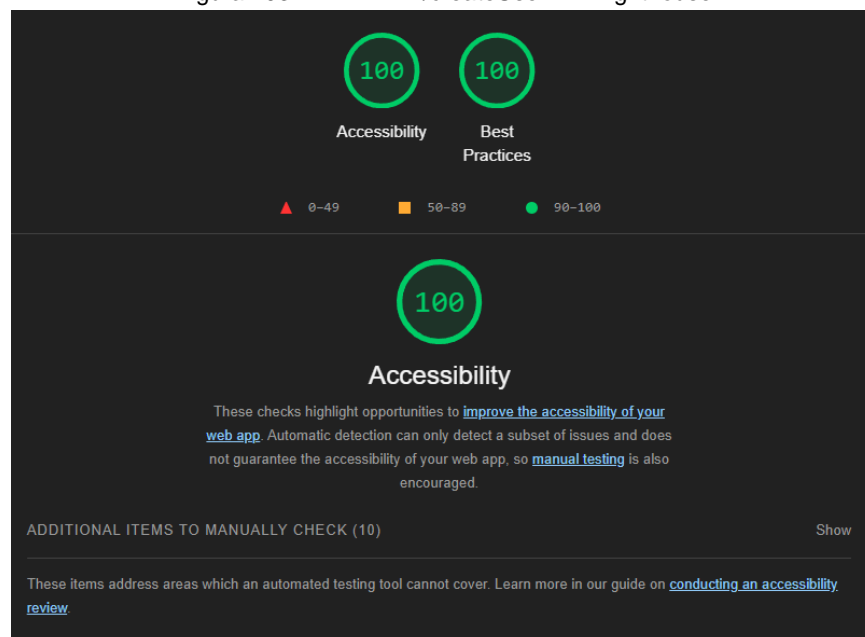 100 100
Accessibility Best
Practices
0–49 50–89 90–100
100
Accessibility
These checks highlight opportunities to improve the accessibility of your
web app. Automatic detection can only detect a subset of issues and does
not guarantee the accessibility of your web app, so manual testing is also
encouraged.
ADDITIONAL ITEMS TO MANUALLY CHECK (10) Show
These items address areas which an automated testing tool cannot cover. Learn more in our guide on conducting an accessibility
review.